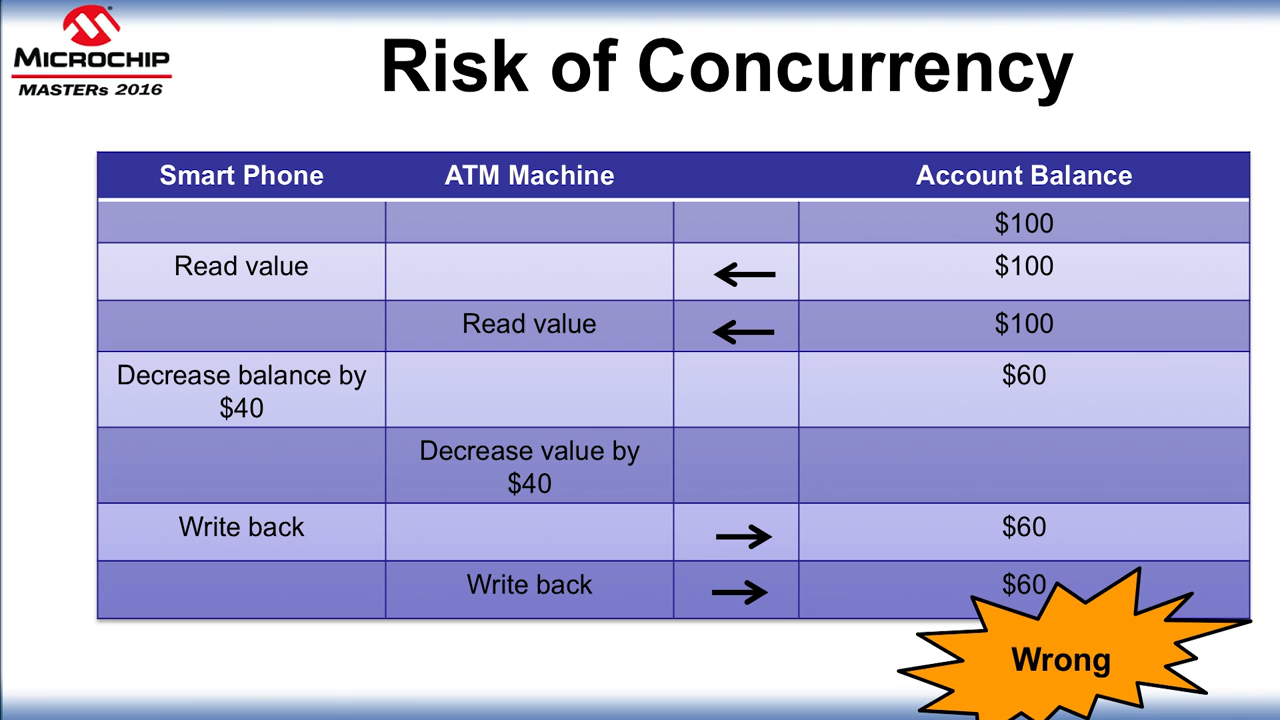 MICROCHIP
MASTERs 2016
Risk of Concurrency
Smart Phone ATM Machine Account Balance
$100
Read value $100
Read value $100
Decrease balance by $60
$40
Decrease value by
$40
Write back $60
Write back $60
Wrong